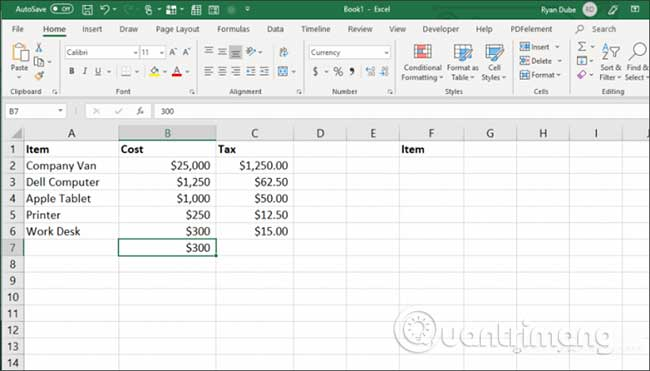 AutoSave Off Book1 - Excel Ryan Dube RD
File Home Insert Draw Page Layout Formulas Data Review View Developer Help PDFelement
Paste Calibri 11 A A Currency Conditional Formatting Format as Table Cell Styles Insert Delete Format Sort & Filter Find & Select
B I U A $ % ,
Clipboard Font Alignment Number Styles Cells Editing
B7 fx 300
A B C D E F G H I J
1 Item Cost Tax Item
2 Company Van $25,000 $1,250.00
3 Dell Computer $1,250 $62.50
4 Apple Tablet $1,000 $50.00
5 Printer $250 $12.50
6 Work Desk $300 $15.00
7 $300
8
9
10
11
12
13
14
Quantrimang